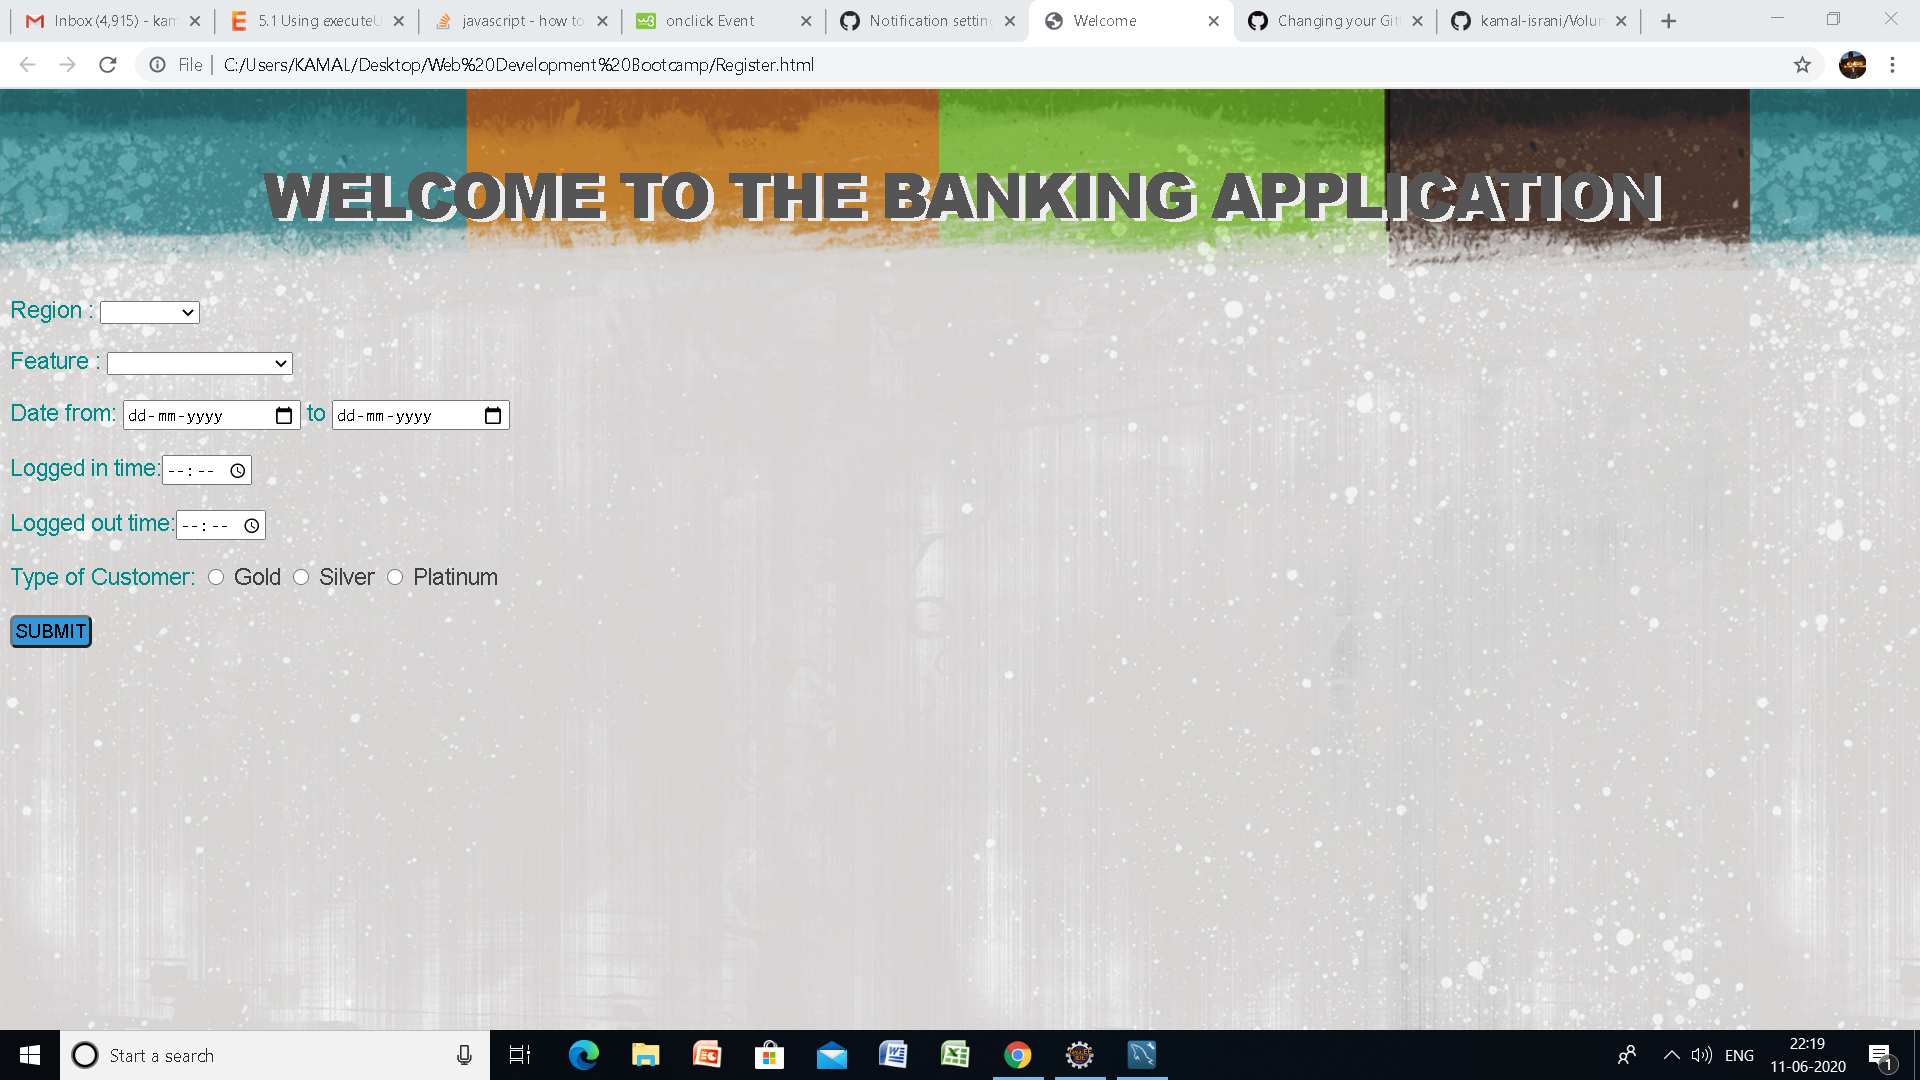 Inbox (4,915) - kam
5.1 Using executeU
javascript - how to
onclick Event
Notification setting
Welcome
Changing your Git
kamal-israni/Volun
File
C:/Users/KAMAL/Desktop/Web%20Development%20Bootcamp/Register.html
WELCOME TO THE BANKING APPLICATION
Region :
Feature :
Date from: dd-mm-yyyy to dd-mm-yyyy
Logged in time:--:--
Logged out time:--:--
Type of Customer: Gold Silver Platinum
SUBMIT
Start a search
ENG
22:19
11-06-2020
1